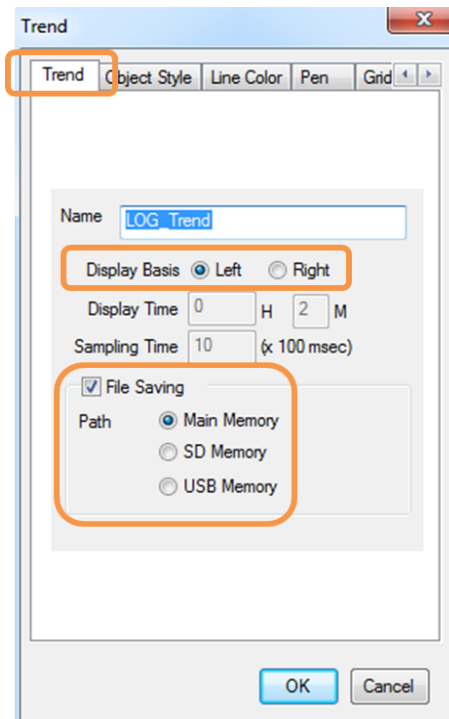 Trend
Trend Object Style Line Color Pen Grid
Name LOG_Trend
Display Basis Left Right
Display Time 0 H 2 M
Sampling Time 10 (x 100 msec)
File Saving
Path Main Memory
SD Memory
USB Memory
OK Cancel